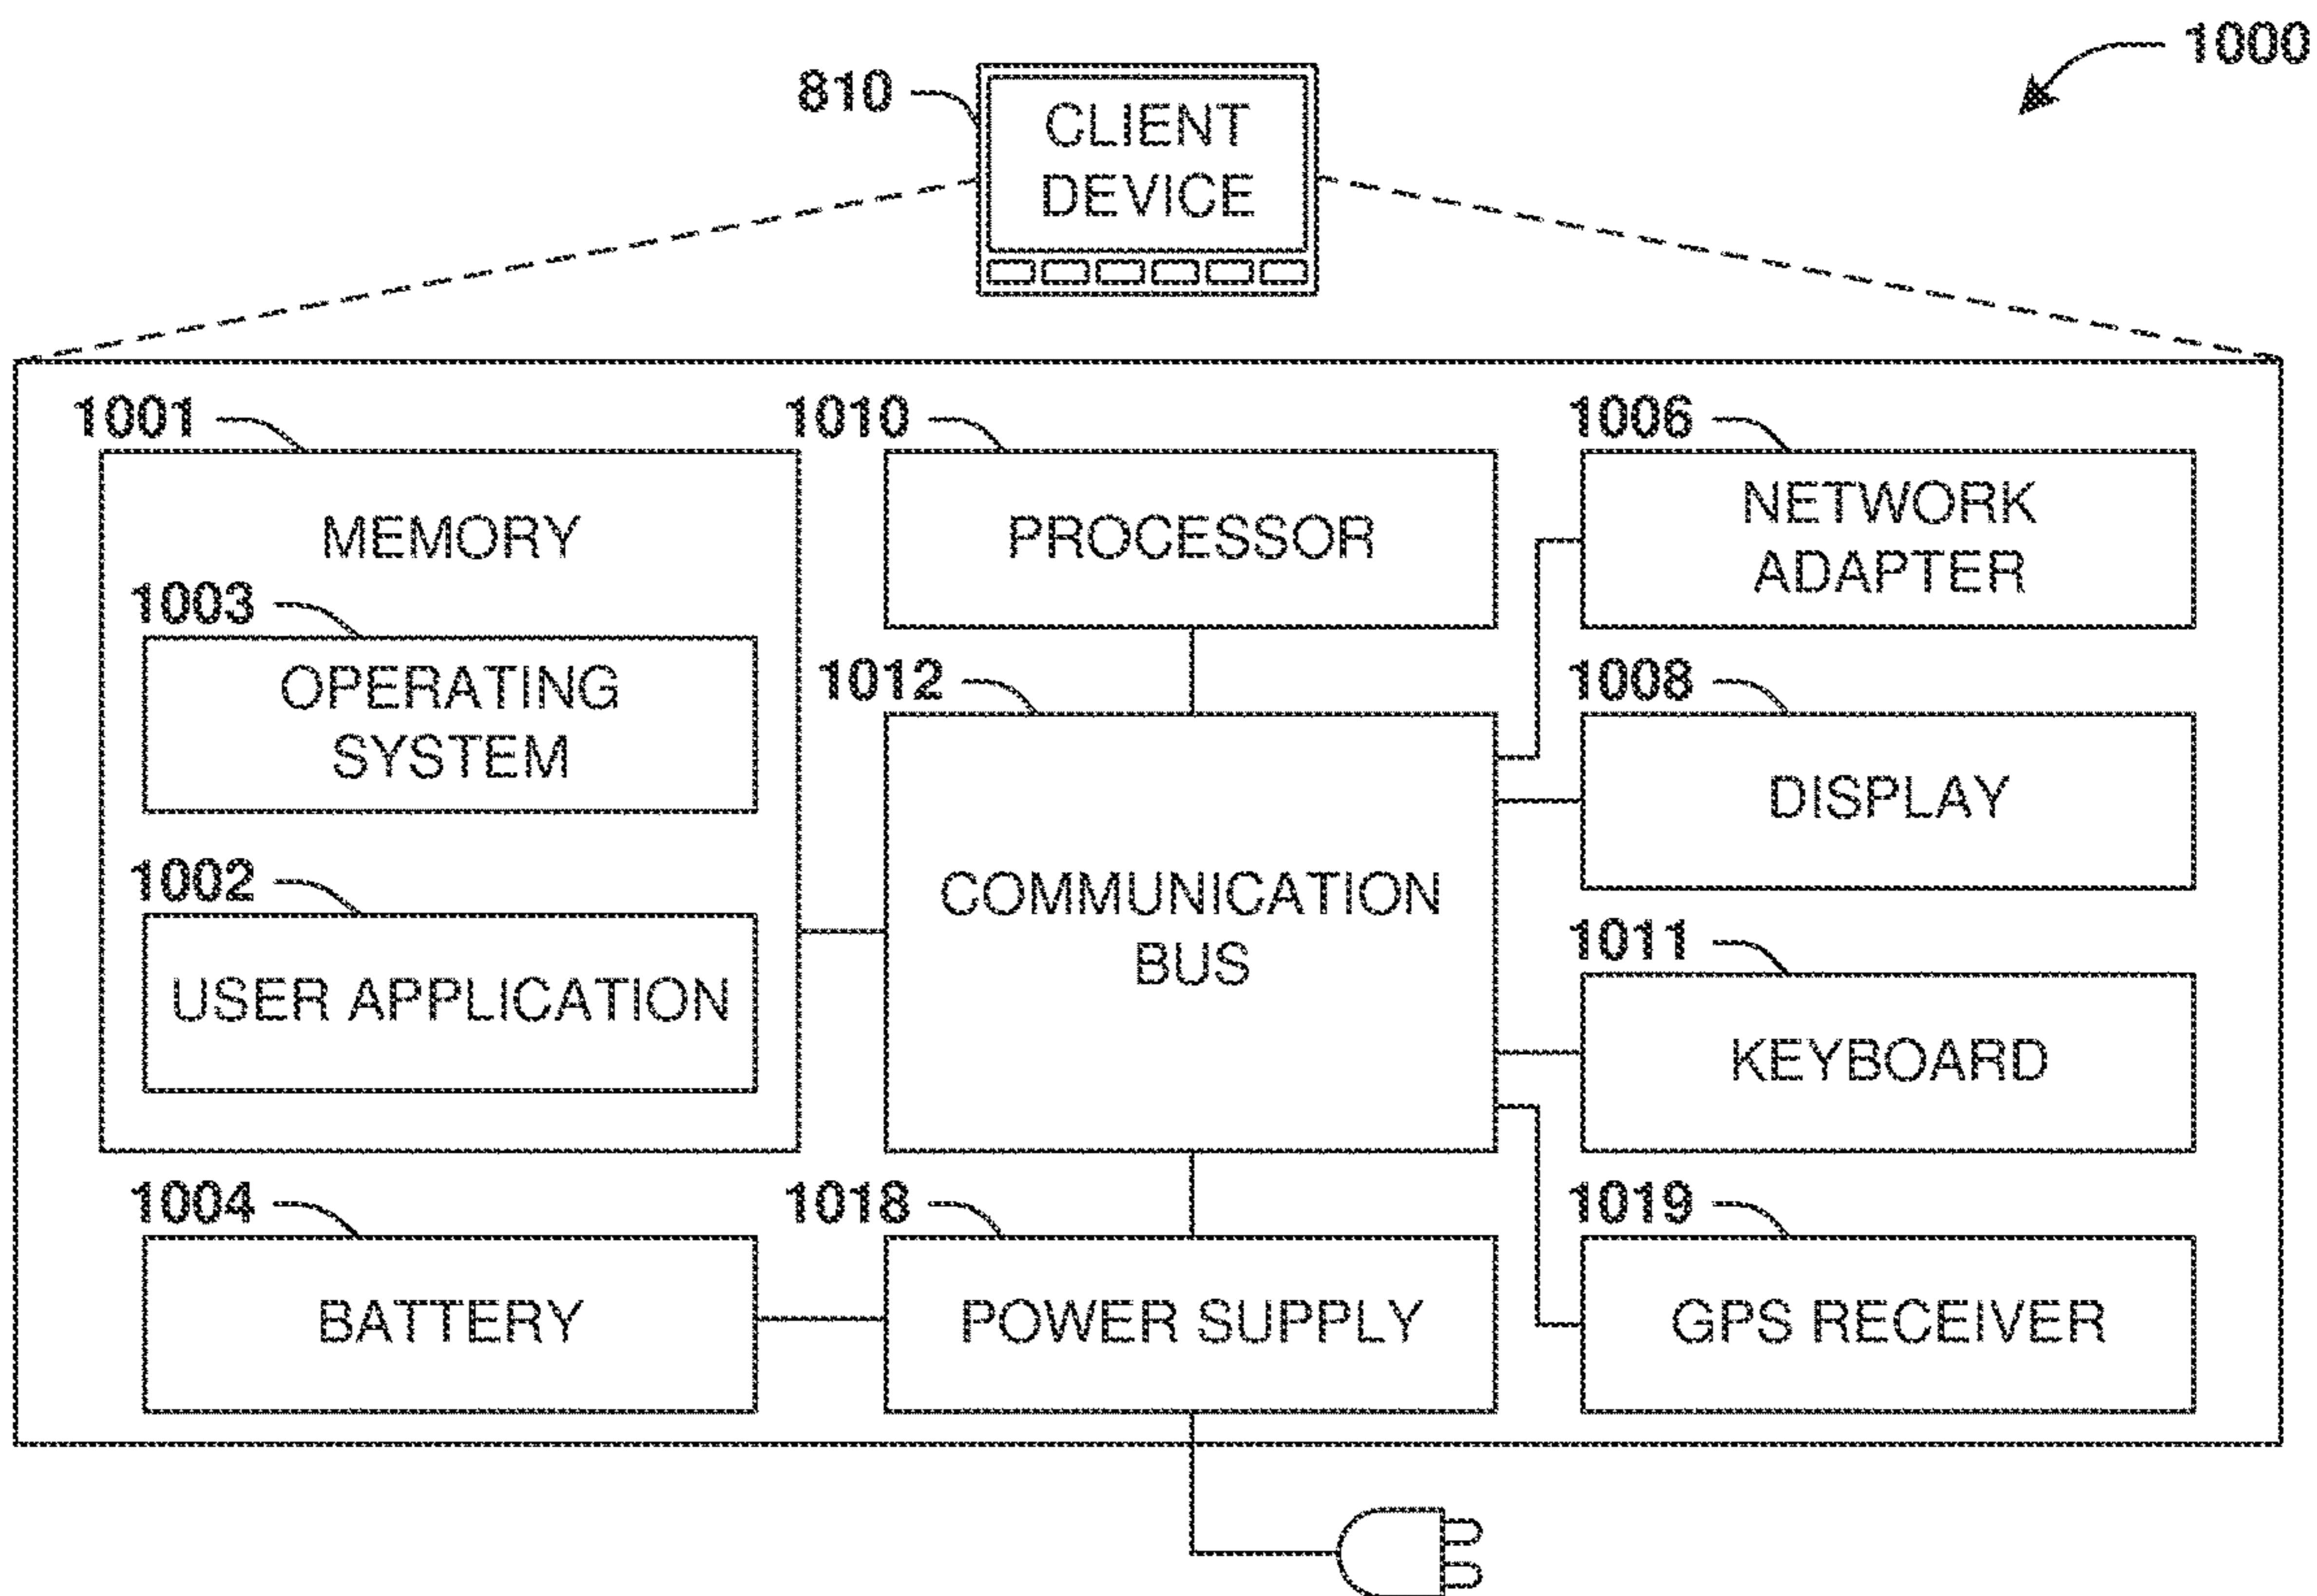 1000
810
CLIENT
DEVICE
1001
MEMORY
1003
OPERATING
SYSTEM
1002
USER APPLICATION
1010
PROCESSOR
1012
COMMUNICATION
BUS
1006
NETWORK
ADAPTER
1008
DISPLAY
1011
KEYBOARD
1004
BATTERY
1018
POWER SUPPLY
1019
GPS RECEIVER